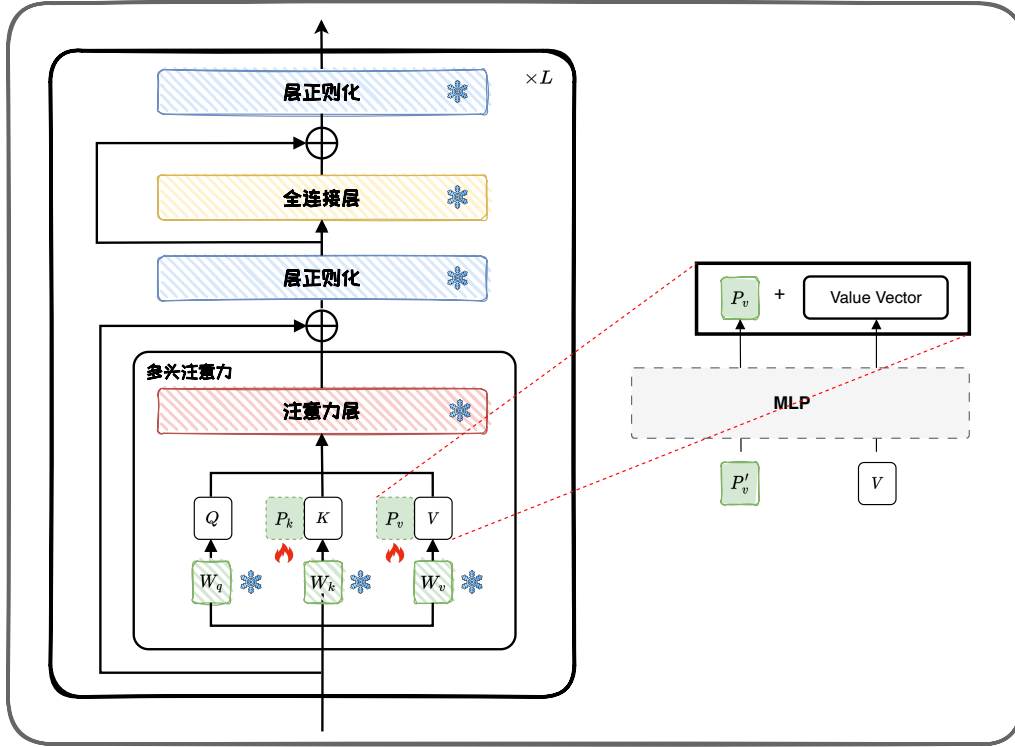 ×L
层正则化
全连接层
层正则化
多头注意力
注意力层
Q
P_k
K
P_v
V
W_q
W_k
W_v
P_v
+
Value Vector
MLP
P'_v
V